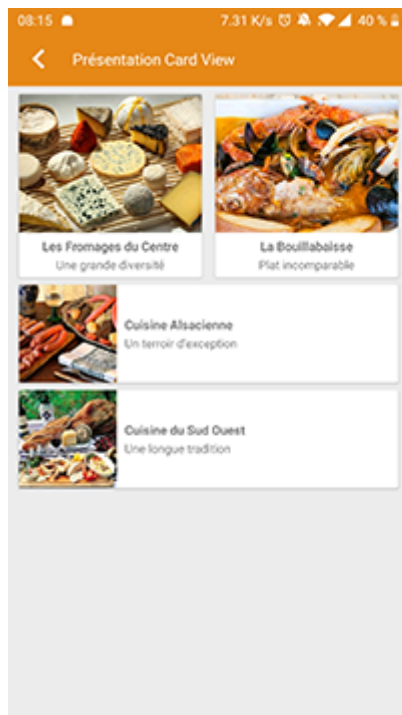 08:15 7.31 K/s 40 %
Présentation Card View
Les Fromages du Centre
Une grande diversité
La Bouillabaisse
Plat incomparable
Cuisine Alsacienne
Un terroir d'exception
Cuisine du Sud Ouest
Une longue tradition